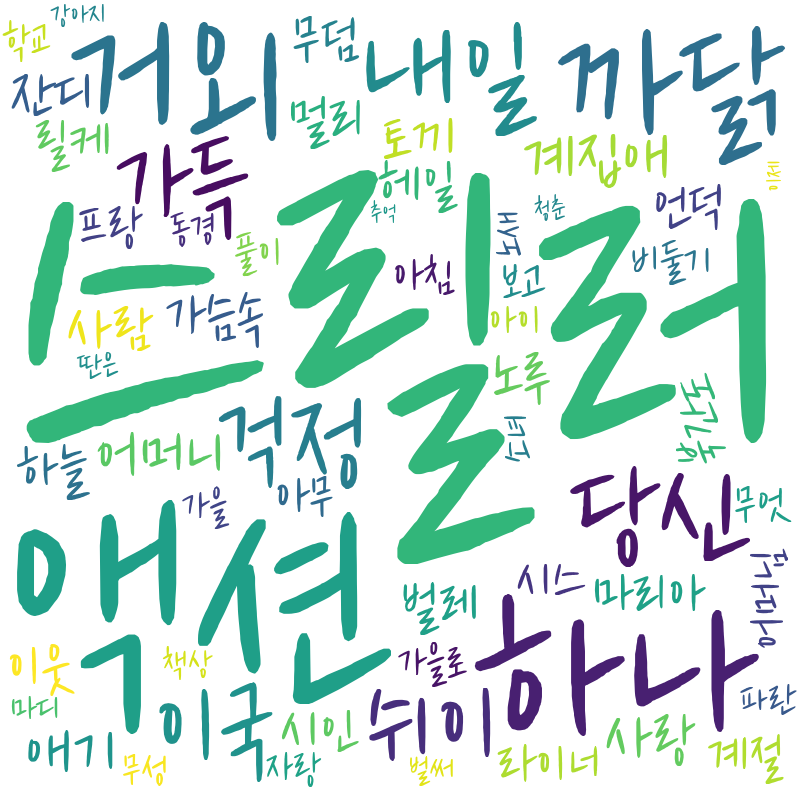 강아지
학교
거외
무덤
내일
까닭
잔디
릴케
멀리
토끼
계집애
이제
가득
헤일
추억
청춘
언덕
프랑
동경
풀이
스릴러
아침
보고
비둘기
사람
가슴속
아이
딴은
노루
걱정
하늘
어머니
아무
가을
액션
당신
무엇
벌레
시스
마리아
하나
이웃
책상
가을로
마디
이국
쉬이
파란
애기
시인
사랑
무성
자랑
벌써
라이너
계절